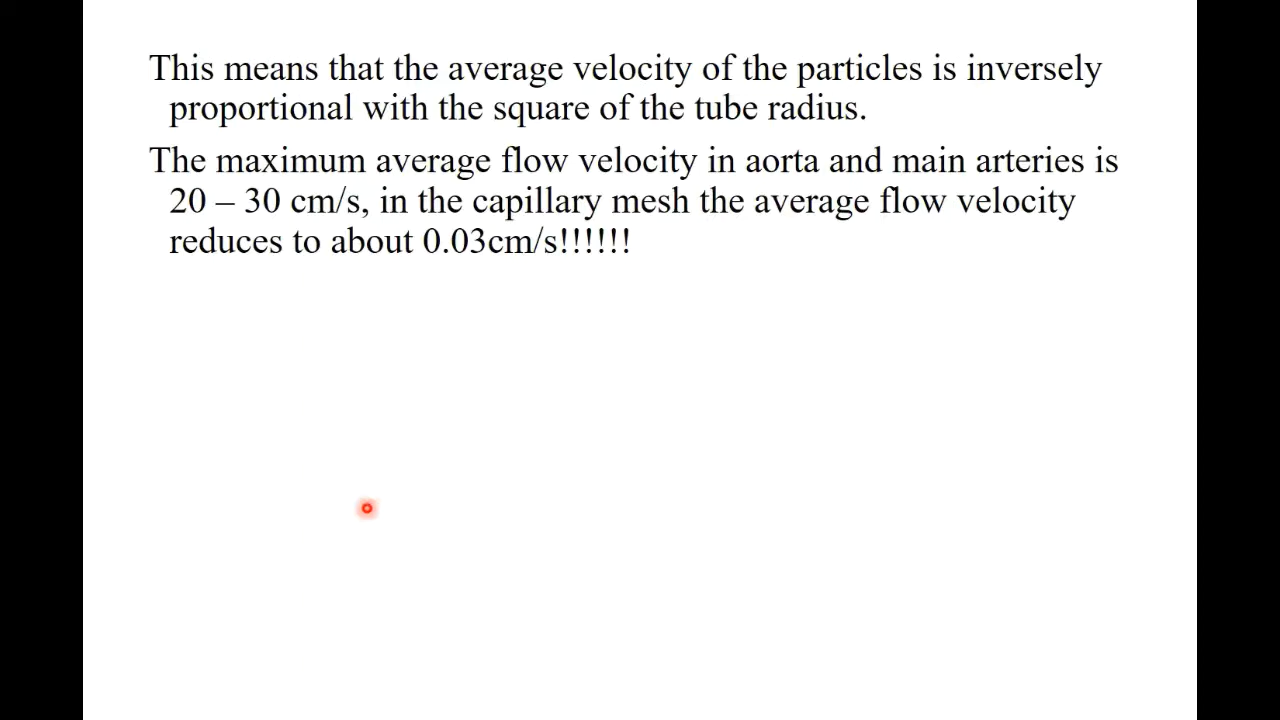 This means that the average velocity of the particles is inversely
proportional with the square of the tube radius.
The maximum average flow velocity in aorta and main arteries is
20 – 30 cm/s, in the capillary mesh the average flow velocity
reduces to about 0.03cm/s!!!!!!